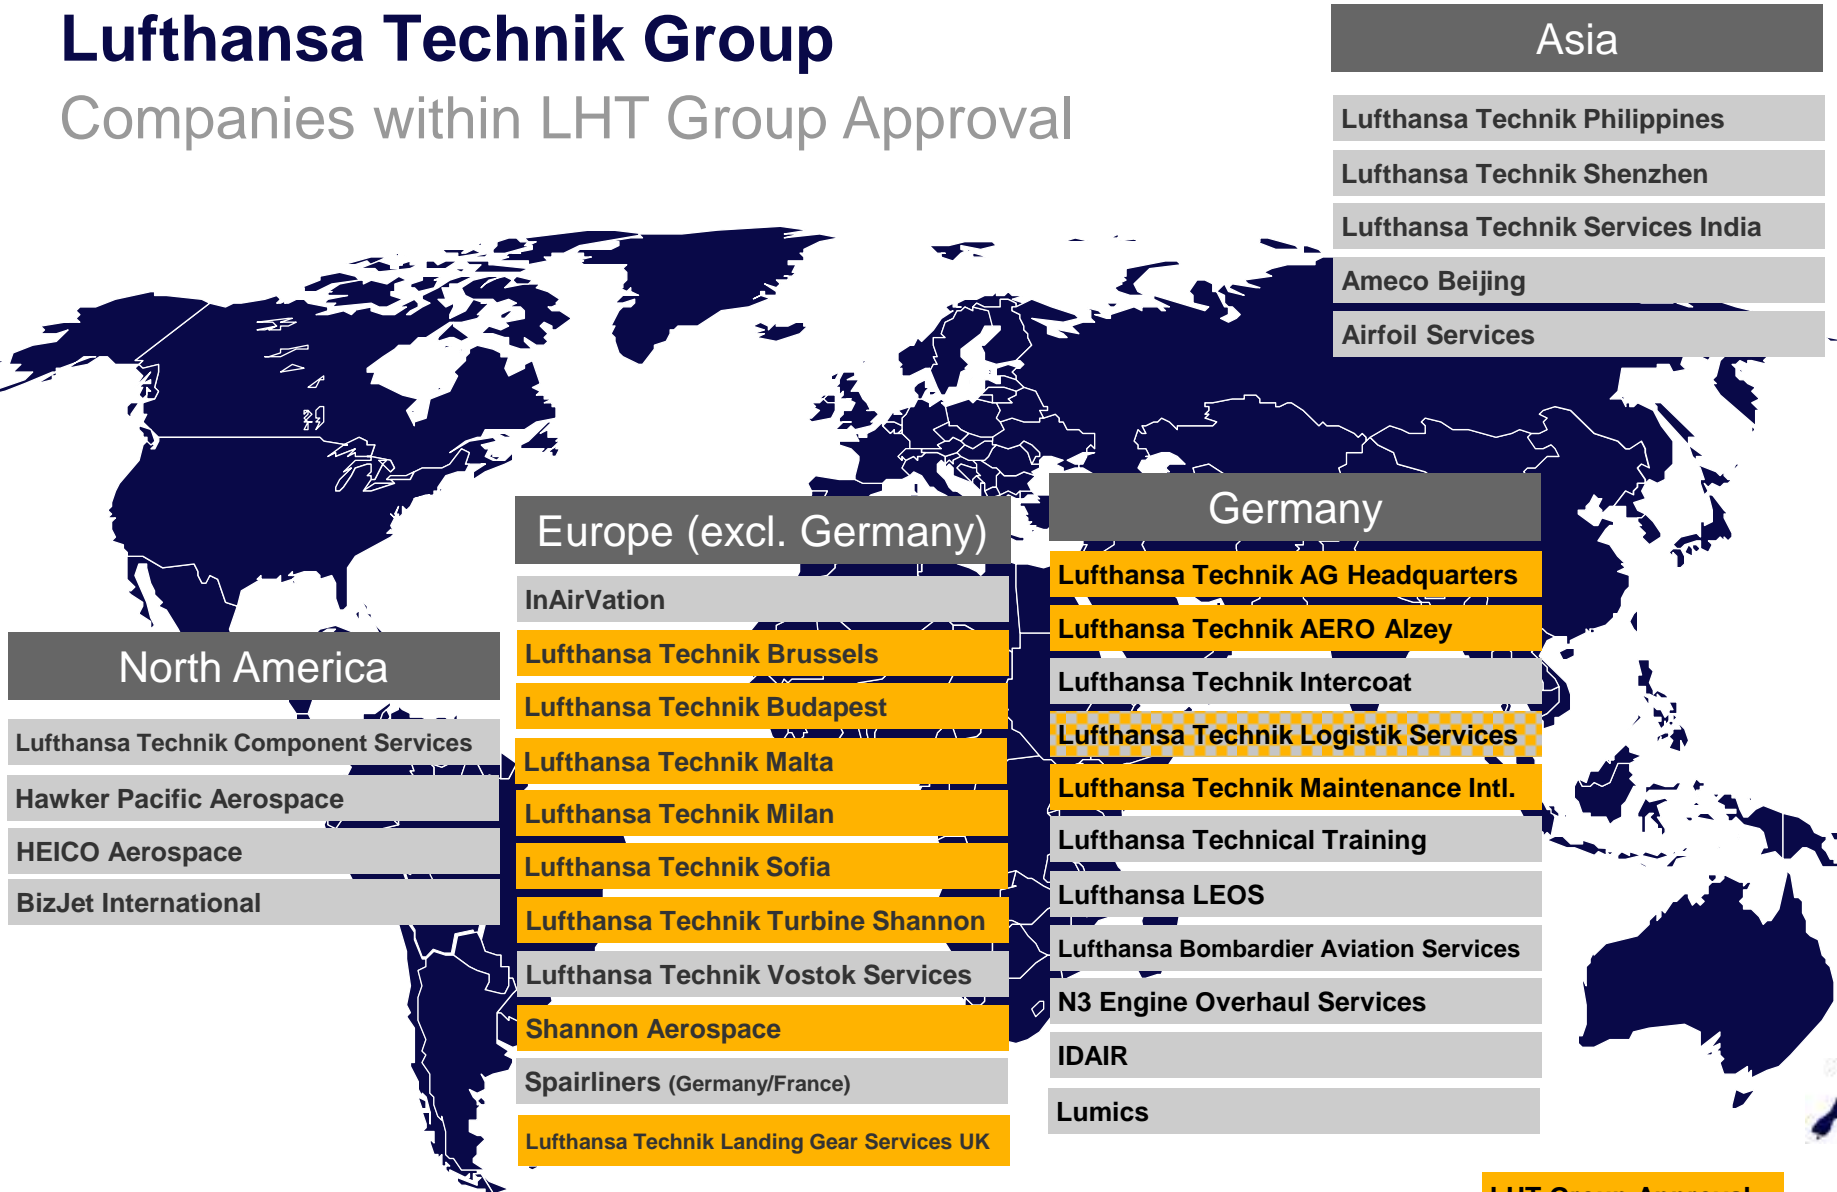 Lufthansa Technik Group
Companies within LHT Group Approval
Asia
Lufthansa Technik Philippines
Lufthansa Technik Shenzhen
Lufthansa Technik Services India
Ameco Beijing
Airfoil Services
North America
Lufthansa Technik Component Services
Hawker Pacific Aerospace
HEICO Aerospace
BizJet International
Europe (excl. Germany)
InAirVation
Lufthansa Technik Brussels
Lufthansa Technik Budapest
Lufthansa Technik Malta
Lufthansa Technik Milan
Lufthansa Technik Sofia
Lufthansa Technik Turbine Shannon
Lufthansa Technik Vostok Services
Shannon Aerospace
Spairliners (Germany/France)
Lufthansa Technik Landing Gear Services UK
Germany
Lufthansa Technik AG Headquarters
Lufthansa Technik AERO Alzey
Lufthansa Technik Intercoat
Lufthansa Technik Logistik Services
Lufthansa Technik Maintenance Intl.
Lufthansa Technical Training
Lufthansa LEOS
Lufthansa Bombardier Aviation Services
N3 Engine Overhaul Services
IDAIR
Lumics
LHT Group Approval